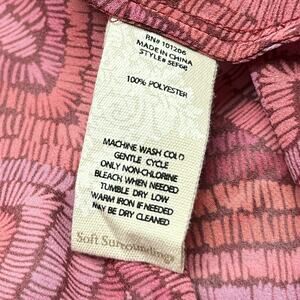 RN# 101206
MADE IN CHINA
STYLE# SEF06
100% POLYESTER
MACHINE WASH COLD
GENTLE CYCLE
ONLY NON-CHLORINE
BLEACH WHEN NEEDED
TUMBLE DRY LOW
WARM IRON IF NEEDED
MAY BE DRY CLEANED
Soft Surroundings